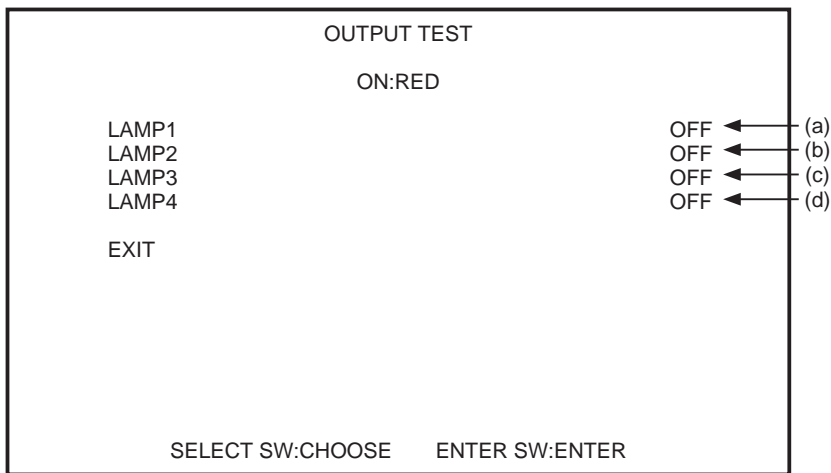 OUTPUT TEST
ON:RED
LAMP1 OFF (a)
LAMP2 OFF (b)
LAMP3 OFF (c)
LAMP4 OFF (d)
EXIT
SELECT SW:CHOOSE ENTER SW:ENTER